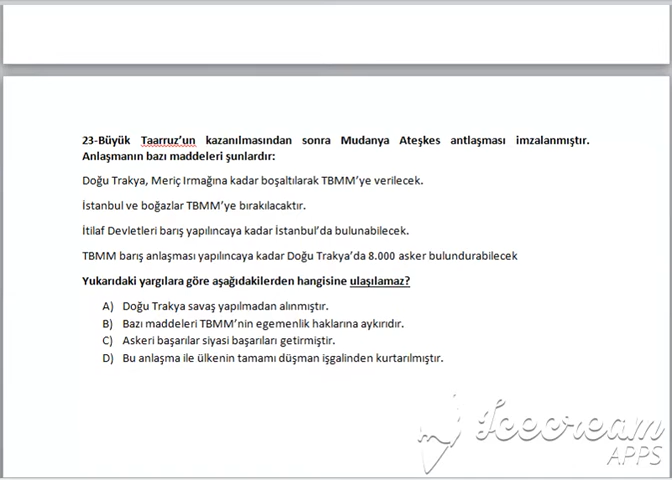 23-Büyük Taarruz’un kazanılmasından sonra Mudanya Ateşkes antlaşması imzalanmıştır.
Anlaşmanın bazı maddeleri şunlardır:
Doğu Trakya, Meriç Irmağına kadar boşaltılarak TBMM’ye verilecek.
İstanbul ve boğazlar TBMM’ye bırakılacaktır.
İtilaf Devletleri barış yapılıncaya kadar İstanbul’da bulunabilecek.
TBMM barış anlaşması yapılıncaya kadar Doğu Trakya’da 8.000 asker bulundurabilecek
Yukarıdaki yargılara göre aşağıdakilerden hangisine ulaşılamaz?
A) Doğu Trakya savaş yapılmadan alınmıştır.
B) Bazı maddeleri TBMM’nin egemenlik haklarına aykırıdır.
C) Askeri başarılar siyasi başarıları getirmiştir.
D) Bu anlaşma ile ülkenin tamamı düşman işgalinden kurtarılmıştır.
Icecream
APPS